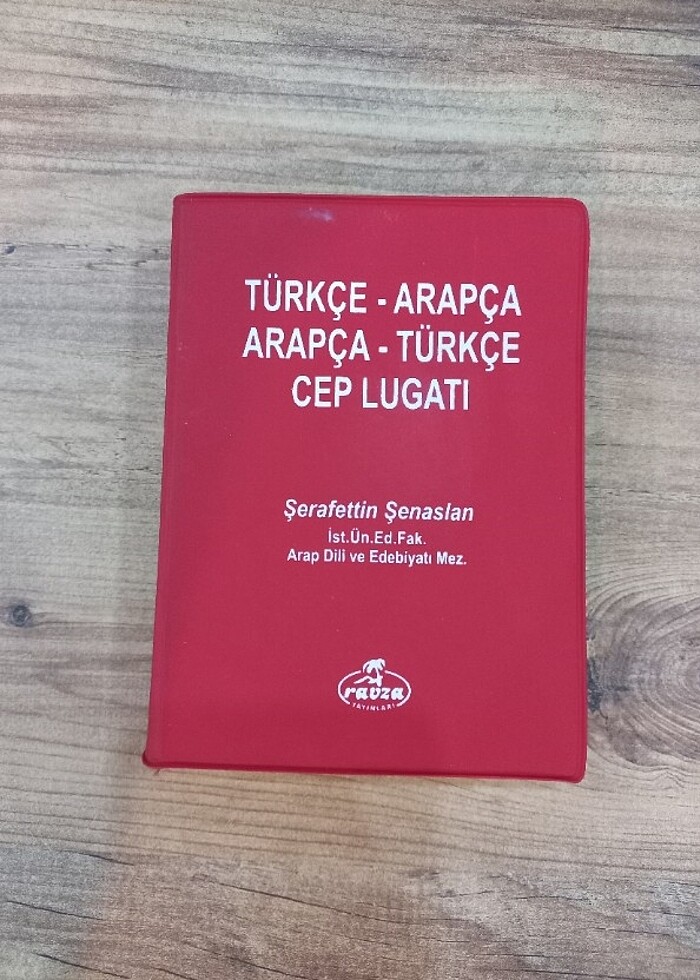 TÜRKÇE - ARAPÇA
ARAPÇA - TÜRKÇE
CEP LUGATI
Şerafettin Şenaslan
İst.Ün.Ed.Fak.
Arap Dili ve Edebiyatı Mez.
ravza
YAYINLARI